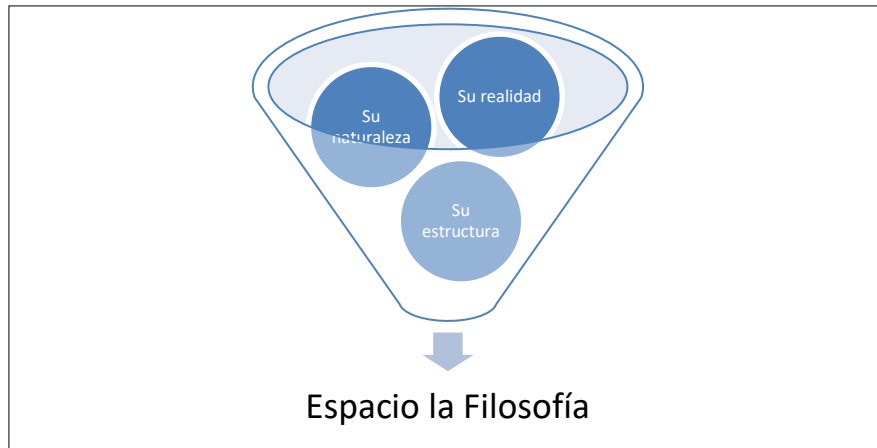 Su realidad
Su
naturaleza
Su
estructura
Espacio la Filosofía